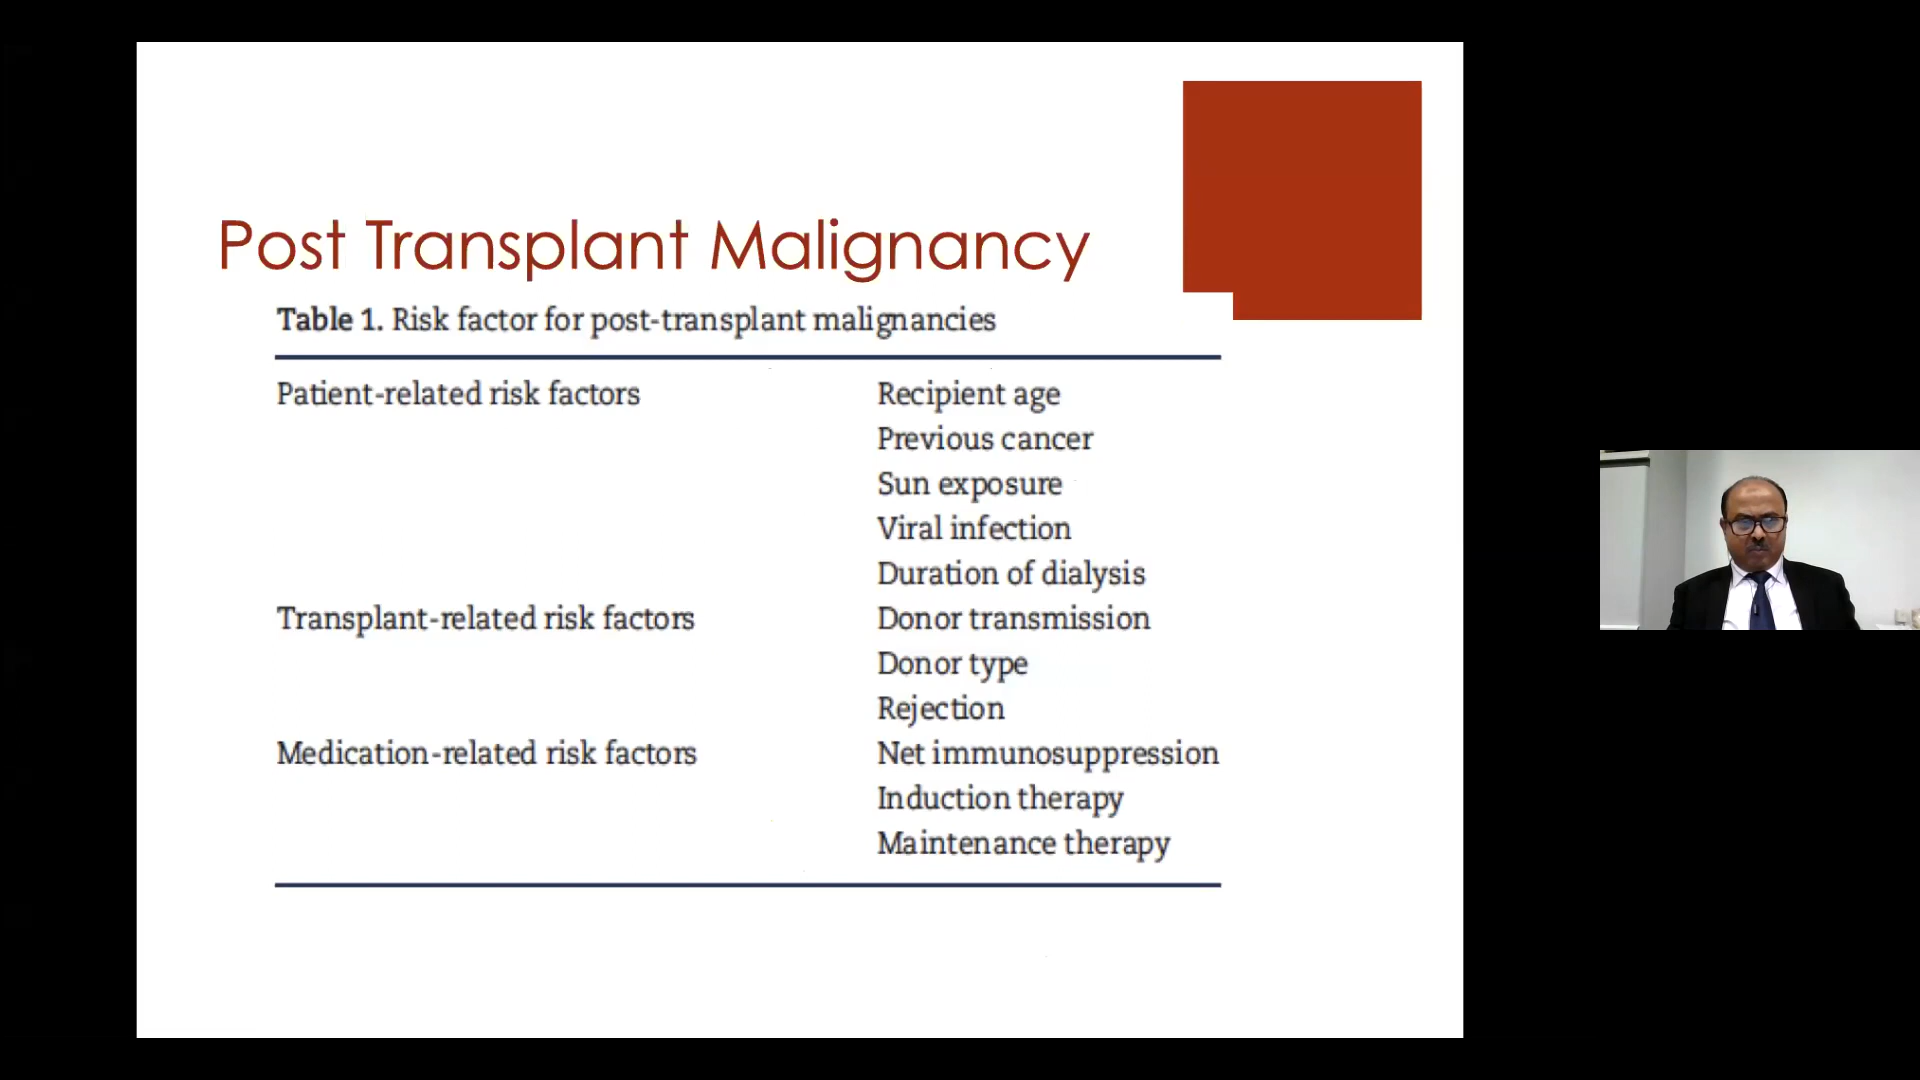 Post Transplant Malignancy
Table 1. Risk factor for post-transplant malignancies
Patient-related risk factors Recipient age
Previous cancer
Sun exposure
Viral infection
Duration of dialysis
Transplant-related risk factors Donor transmission
Donor type
Rejection
Medication-related risk factors Net immunosuppression
Induction therapy
Maintenance therapy